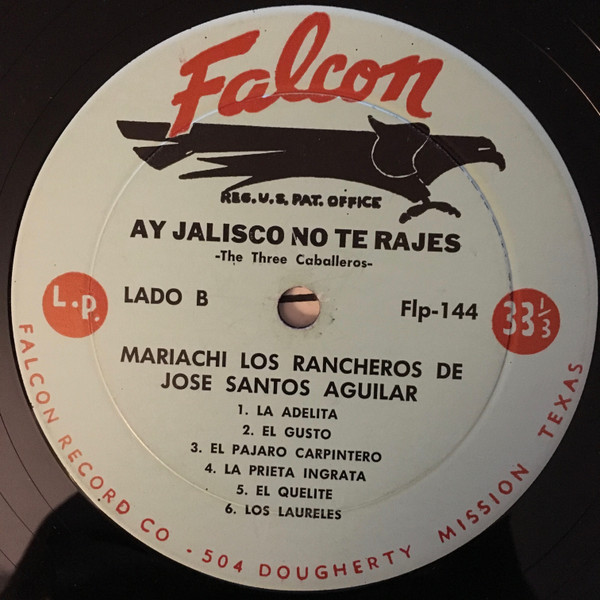 Falcon
REG. U.S. PAT. OFFICE
AY JALISCO NO TE RAJES
-The Three Caballeros-
L.p.
LADO B
Flp-144
33 1/3
MARIACHI LOS RANCHEROS DE
JOSE SANTOS AGUILAR
1. LA ADELITA
2. EL GUSTO
3. EL PAJARO CARPINTERO
4. LA PRIETA INGRATA
5. EL QUELITE
6. LOS LAURELES
FALCON RECORD CO - 504 DOUGHERTY MISSION TEXAS